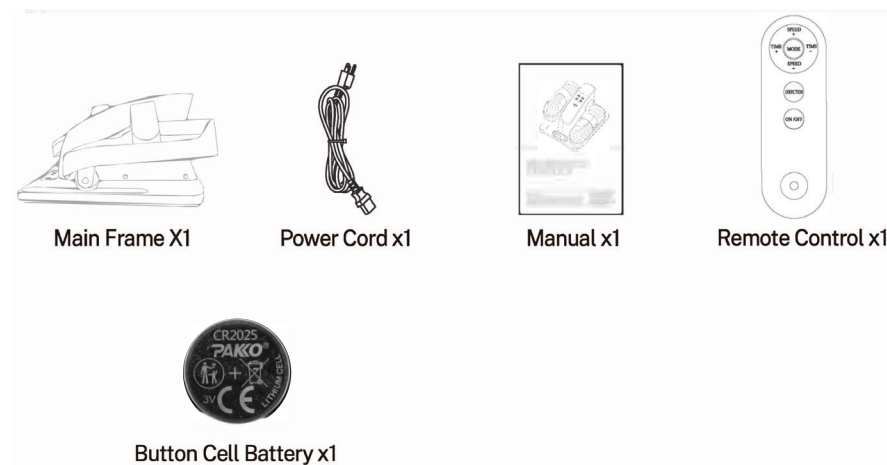 SPEED
+
TIME
+
MODE
TIME
-
SPEED
-
DIRECTION
ON /OFF
Main Frame X1
Power Cord x1
Manual x1
Remote Control x1
CR2025
PAKKO®
+
3V CE
LITHIUM CELL
Button Cell Battery x1